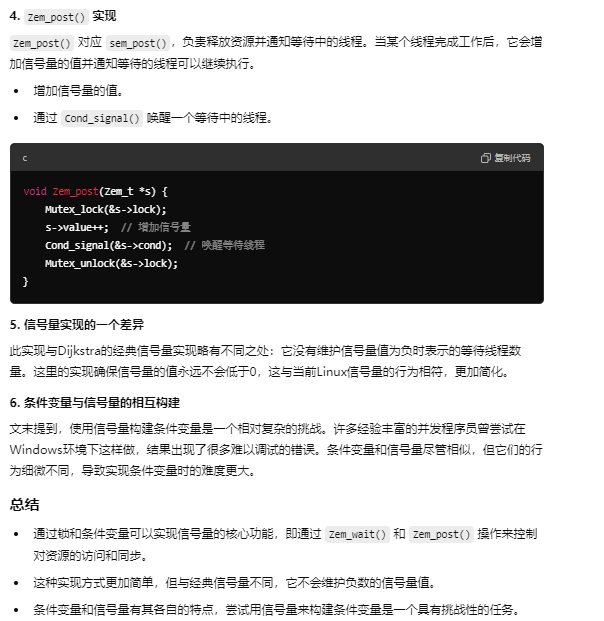 4. Zem_post() 实现
Zem_post() 对应 sem_post()，负责释放资源并通知等待中的线程。当某个线程完成工作后，它会增
加信号量的值并通知等待的线程可以继续执行。
• 增加信号量的值。
• 通过 Cond_signal() 唤醒一个等待中的线程。
c 复制代码
void Zem_post(Zem_t *s) {
    Mutex_lock(&s->lock);
    s->value++;  // 增加信号量
    Cond_signal(&s->cond);  // 唤醒等待线程
    Mutex_unlock(&s->lock);
}
5. 信号量实现的一个差异
此实现与Dijkstra的经典信号量实现略有不同之处：它没有维护信号量值为负时表示的等待线程数
量。这里的实现确保信号量的值永远不会低于0，这与当前Linux信号量的行为相符，更加简化。
6. 条件变量与信号量的相互构建
文末提到，使用信号量构建条件变量是一个相对复杂的挑战。许多经验丰富的并发程序员曾尝试在
Windows环境下这样做，结果出现了很多难以调试的错误。条件变量和信号量尽管相似，但它们的行
为细微不同，导致实现条件变量时的难度更大。
总结
• 通过锁和条件变量可以实现信号量的核心功能，即通过 Zem_wait() 和 Zem_post() 操作来控制
对资源的访问和同步。
• 这种实现方式更加简单，但与经典信号量不同，它不会维护负数的信号量值。
• 条件变量和信号量有其各自的特点，尝试用信号量来构建条件变量是一个具有挑战性的任务。